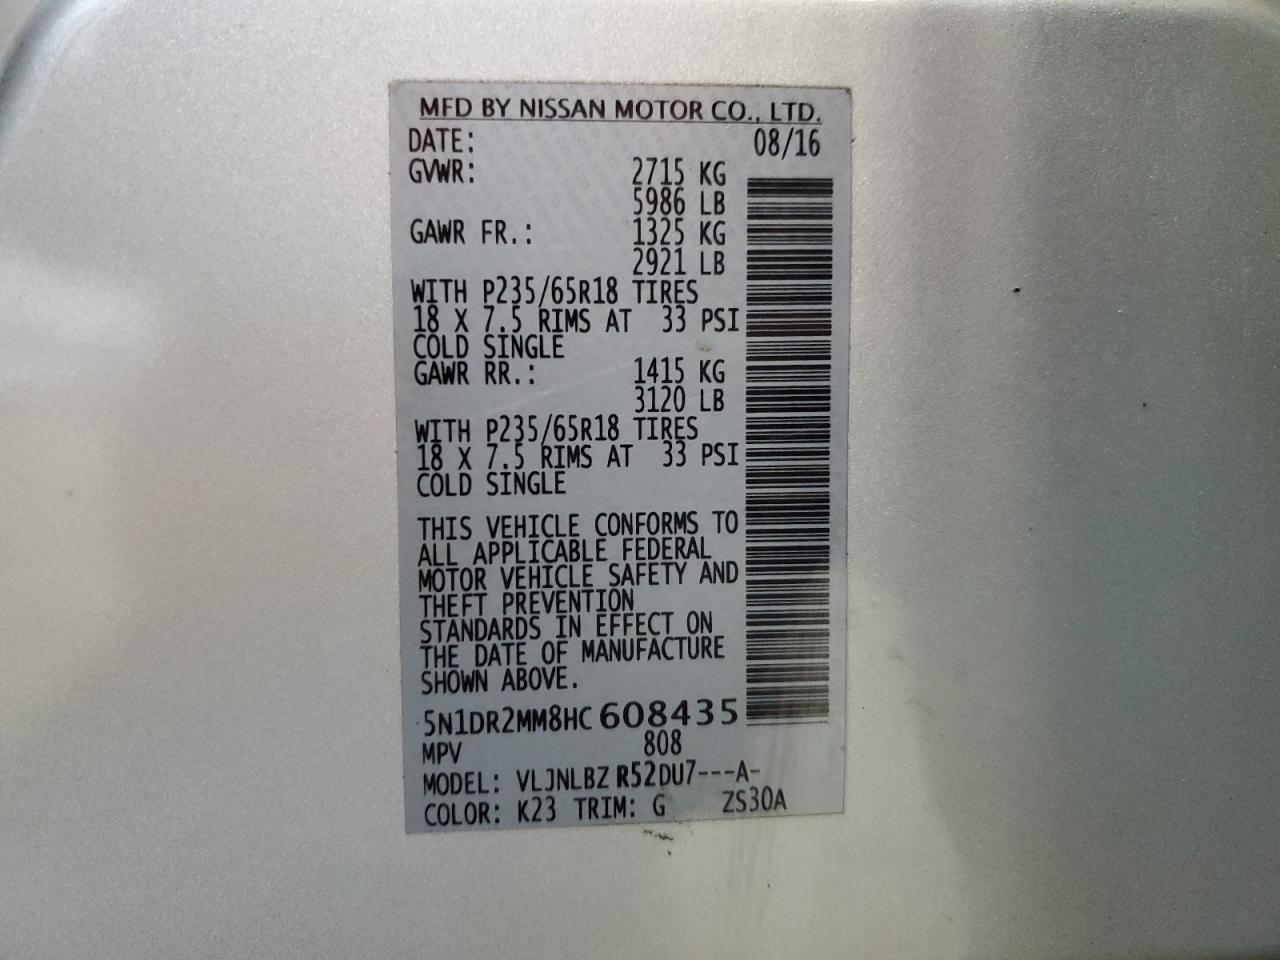 MFD BY NISSAN MOTOR CO., LTD.
DATE: 08/16
GVWR: 2715 KG
5986 LB
GAWR FR.: 1325 KG
2921 LB
WITH P235/65R18 TIRES
18 X 7.5 RIMS AT 33 PSI
COLD SINGLE
GAWR RR.: 1415 KG
3120 LB
WITH P235/65R18 TIRES
18 X 7.5 RIMS AT 33 PSI
COLD SINGLE
THIS VEHICLE CONFORMS TO
ALL APPLICABLE FEDERAL
MOTOR VEHICLE SAFETY AND
THEFT PREVENTION
STANDARDS IN EFFECT ON
THE DATE OF MANUFACTURE
SHOWN ABOVE.
5N1DR2MM8HC608435
MPV 808
MODEL: VLJNLBZ R52DU7---A-
COLOR: K23 TRIM: G ZS30A